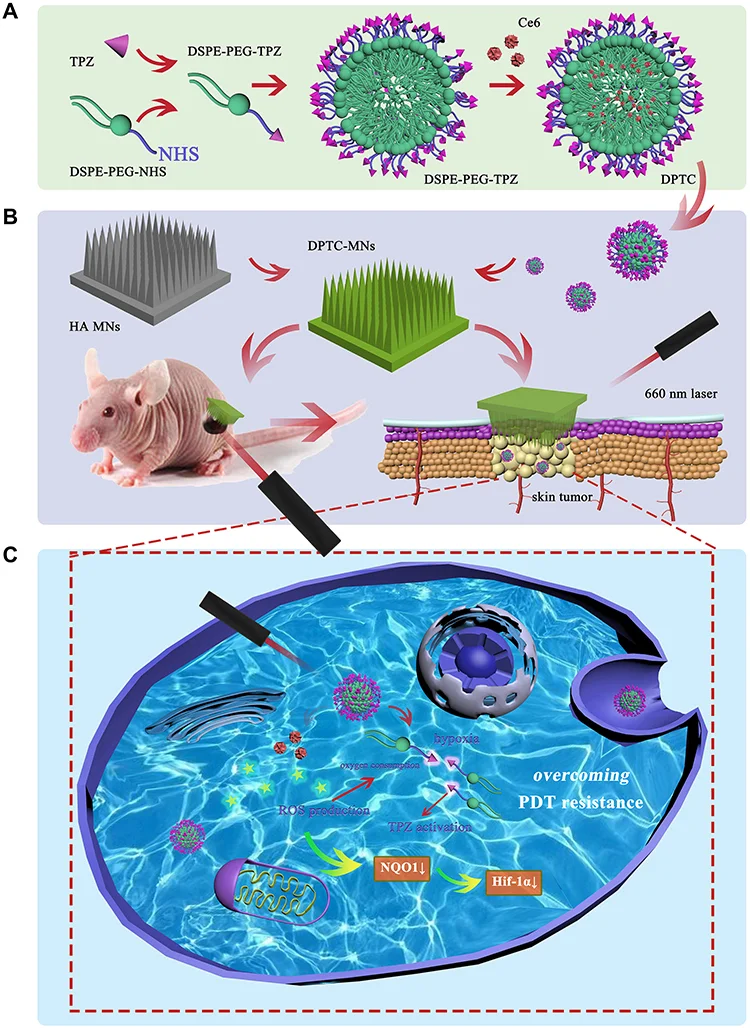 A
TPZ
DSPE-PEG-TPZ
NHS
DSPE-PEG-NHS
Ce6
DSPE-PEG-TPZ
DPTC
B
HA MNs
DPTC-MNs
660 nm laser
skin tumor
C
hypoxia
oxygen consumption
ROS production
TPZ activation
overcoming
PDT resistance
NQO1↓
Hif-1α↓